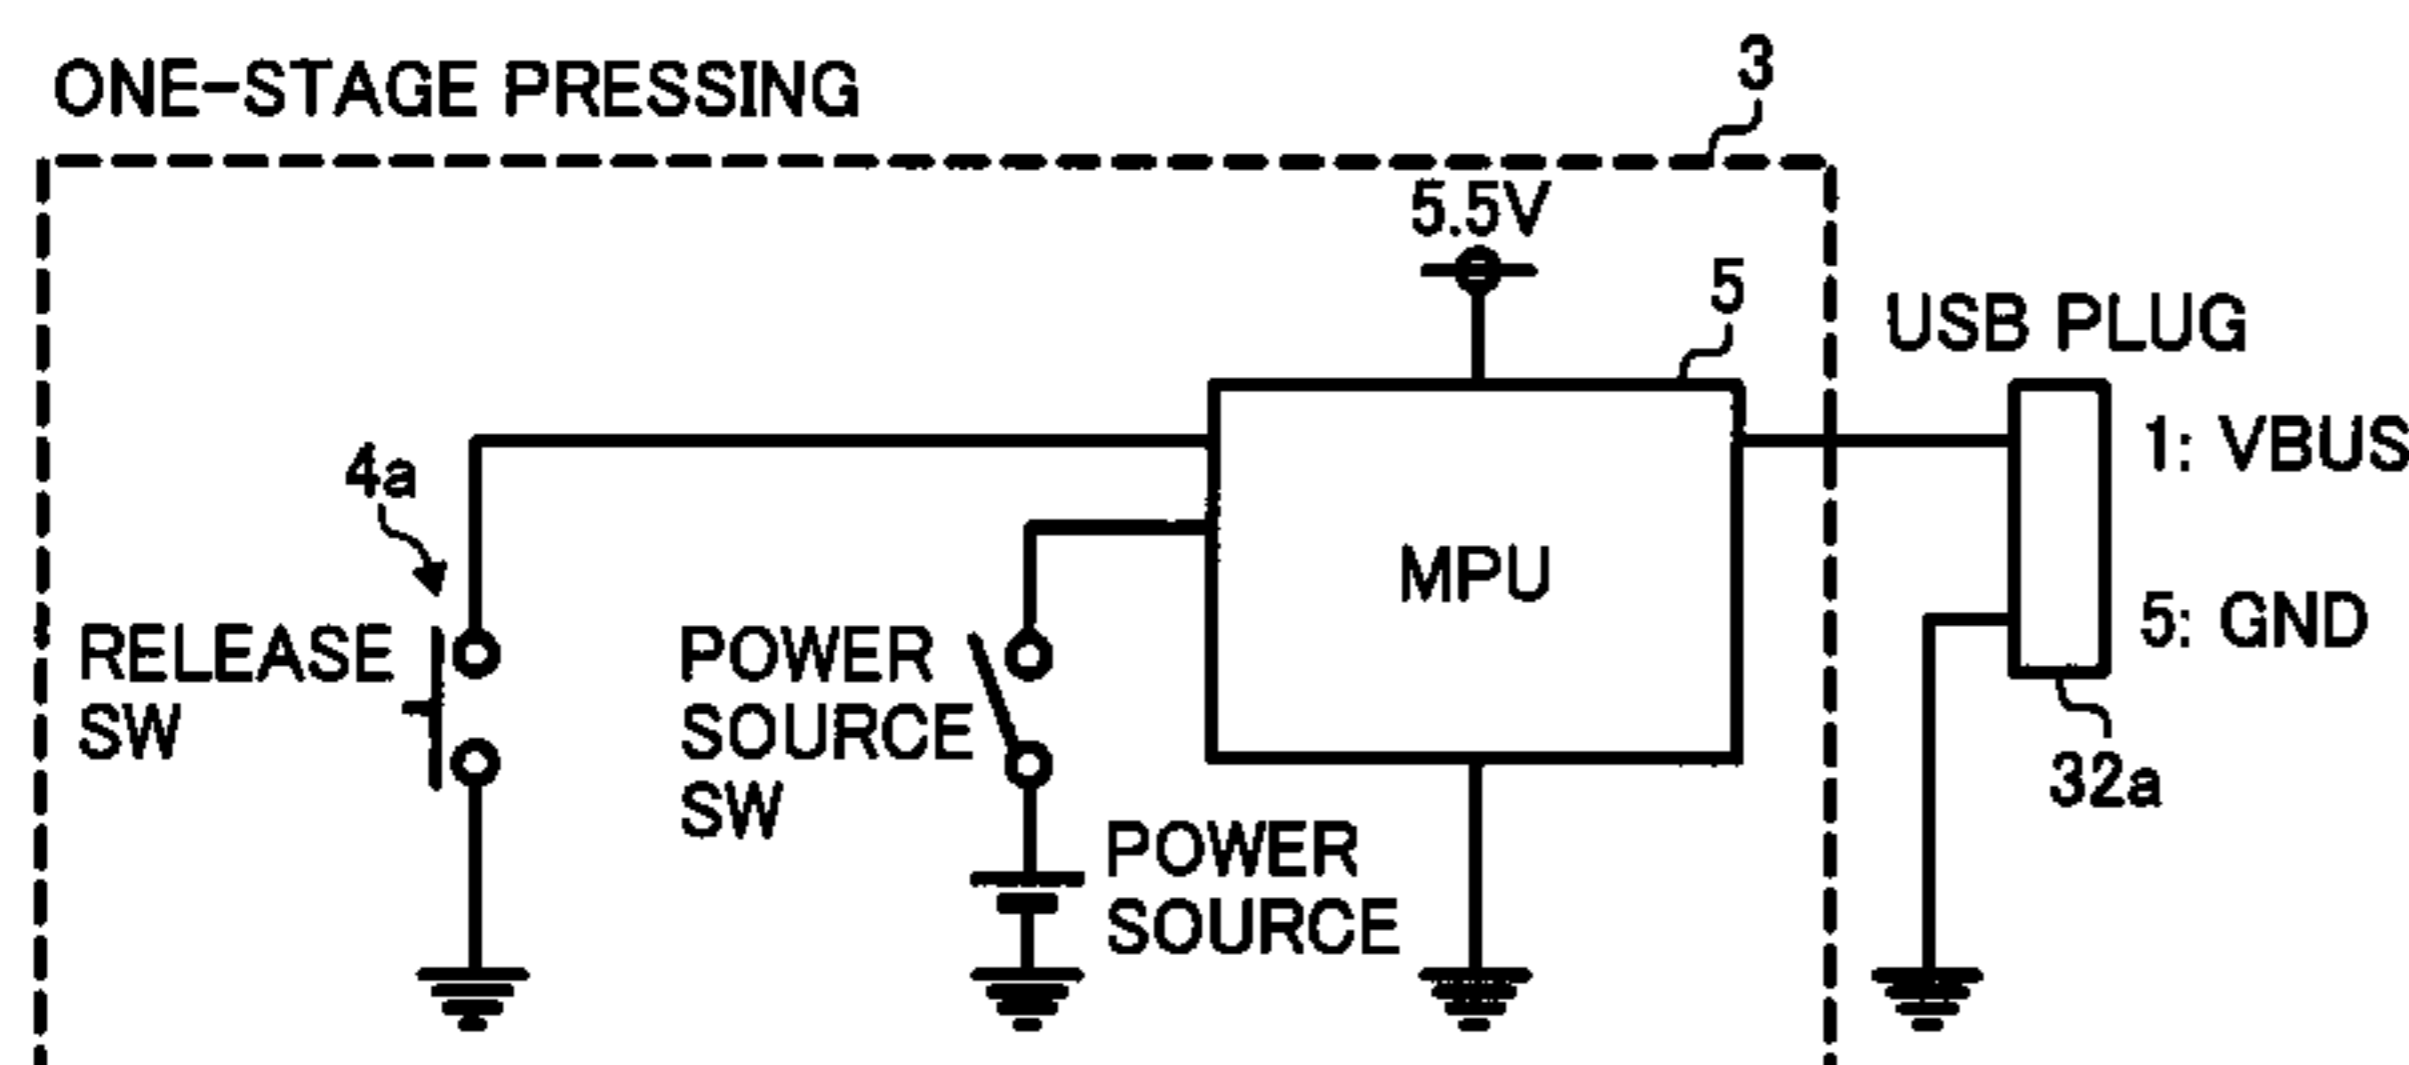 ONE-STAGE PRESSING
3
5.5V
5
USB PLUG
1: VBUS
4a
MPU
5: GND
RELEASE
SW
POWER
SOURCE
SW
32a
POWER
SOURCE